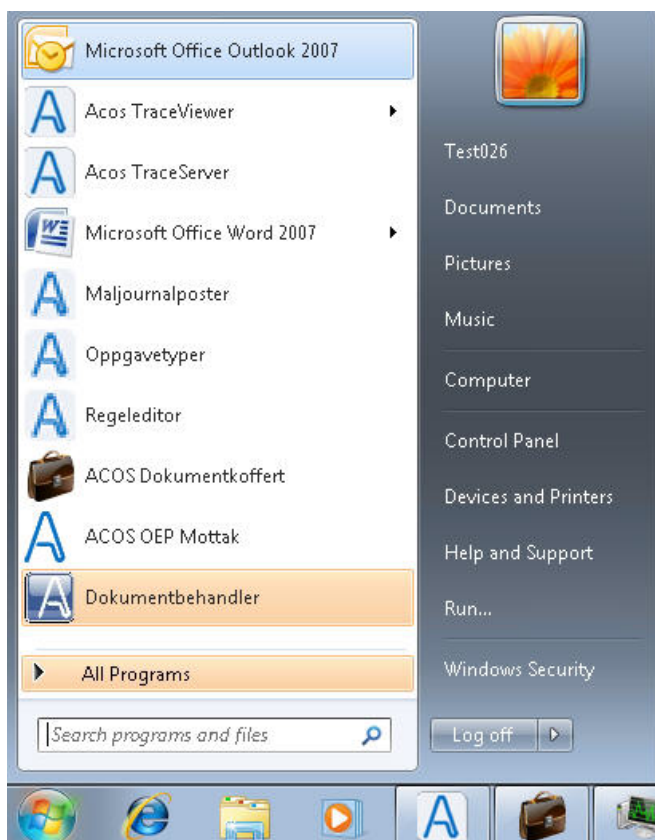 Microsoft Office Outlook 2007
Acos TraceViewer
Acos TraceServer
Microsoft Office Word 2007
Maljournalposter
Oppgavetyper
Regeleditor
ACOS Dokumentkoffert
ACOS OEP Mottak
Dokumentbehandler
All Programs
Search programs and files
Test026
Documents
Pictures
Music
Computer
Control Panel
Devices and Printers
Help and Support
Run...
Windows Security
Log off